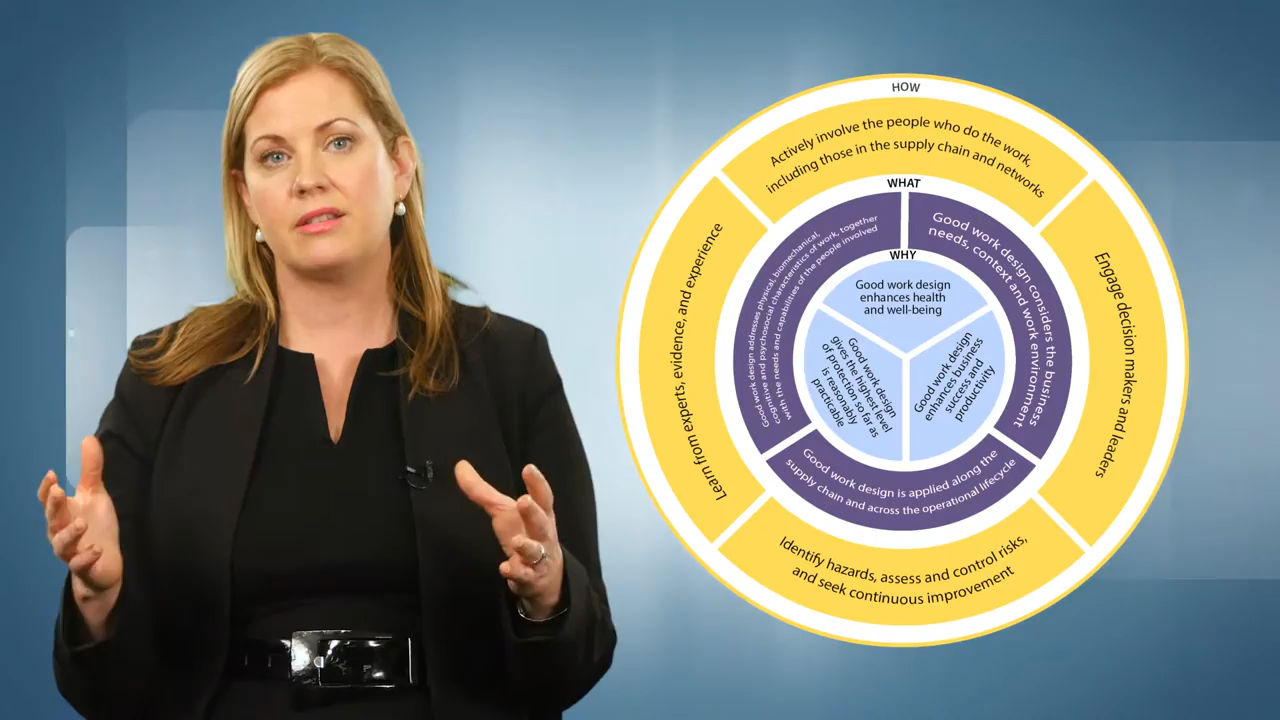 HOW
Actively involve the people who do the work,
including those in the supply chain and networks
Engage decision makers and leaders
Identify hazards, assess and control risks,
and seek continuous improvement
Learn from experts, evidence, and experience
WHAT
Good work design considers the business
needs, context and work environment
Good work design is applied along the
supply chain and across the operational lifecycle
Good work design addresses physical, biomechanical,
cognitive and psychosocial characteristics of work, together
with the needs and capabilities of the people involved
WHY
Good work design
enhances health
and well-being
Good work design
enhances business
success and
productivity
Good work design
gives the highest level
of protection so far as
is reasonably
practicable